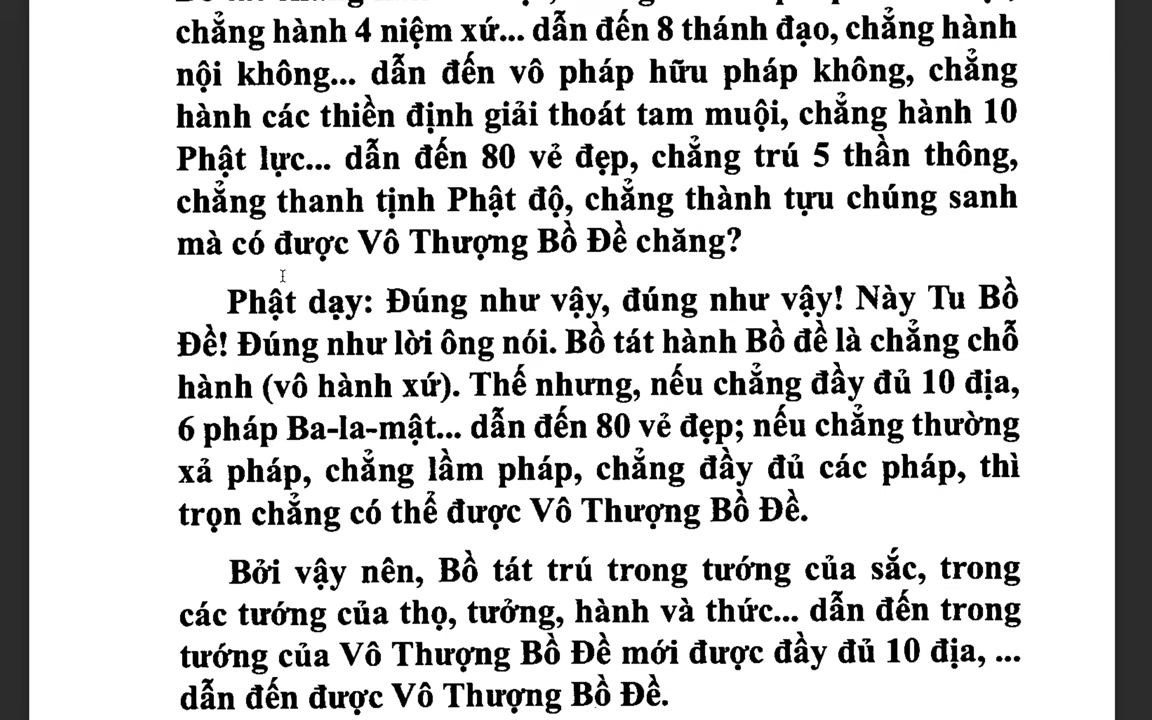 chẳng hành 4 niệm xứ... dẫn đến 8 thánh đạo, chẳng hành
nội không... dẫn đến vô pháp hữu pháp không, chẳng
hành các thiền định giải thoát tam muội, chẳng hành 10
Phật lực... dẫn đến 80 vẻ đẹp, chẳng trú 5 thần thông,
chẳng thanh tịnh Phật độ, chẳng thành tựu chúng sanh
mà có được Vô Thượng Bồ Đề chăng?
Phật dạy: Đúng như vậy, đúng như vậy! Này Tu Bồ
Đề! Đúng như lời ông nói. Bồ tát hành Bồ đề là chẳng chỗ
hành (vô hành xứ). Thế nhưng, nếu chẳng đầy đủ 10 địa,
6 pháp Ba-la-mật... dẫn đến 80 vẻ đẹp; nếu chẳng thường
xả pháp, chẳng lầm pháp, chẳng đầy đủ các pháp, thì
trọn chẳng có thể được Vô Thượng Bồ Đề.
Bởi vậy nên, Bồ tát trú trong tướng của sắc, trong
các tướng của thọ, tưởng, hành và thức... dẫn đến trong
tướng của Vô Thượng Bồ Đề mới được đầy đủ 10 địa, ...
dẫn đến được Vô Thượng Bồ Đề.